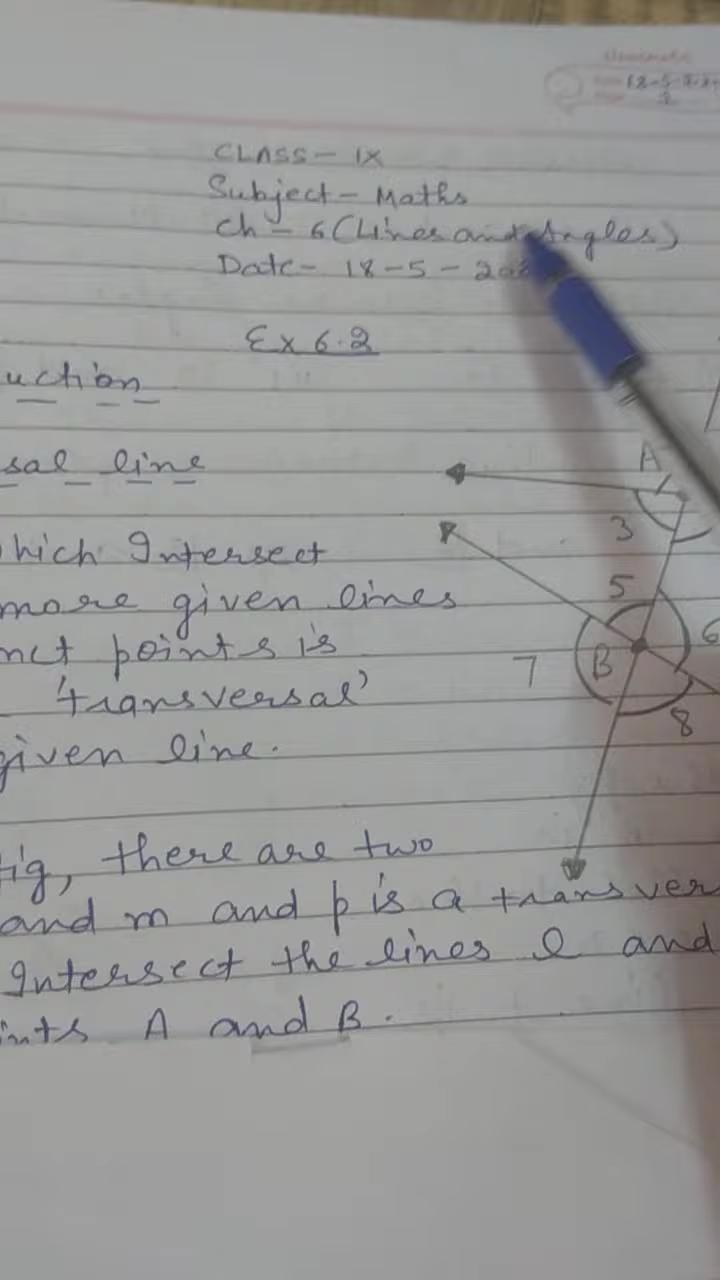 CLASS - IX
Subject - Maths
Ch - 6 (Lines and Angles)
Date - 18-5-
Ex 6.2
uction
sal line
hich Intersect
more given lines
nct points is
'transversal'
given line.
A
3
5
6
7
B
8
ig, there are two
and m and p is a transver
Intersect the lines l and
ints A and B.